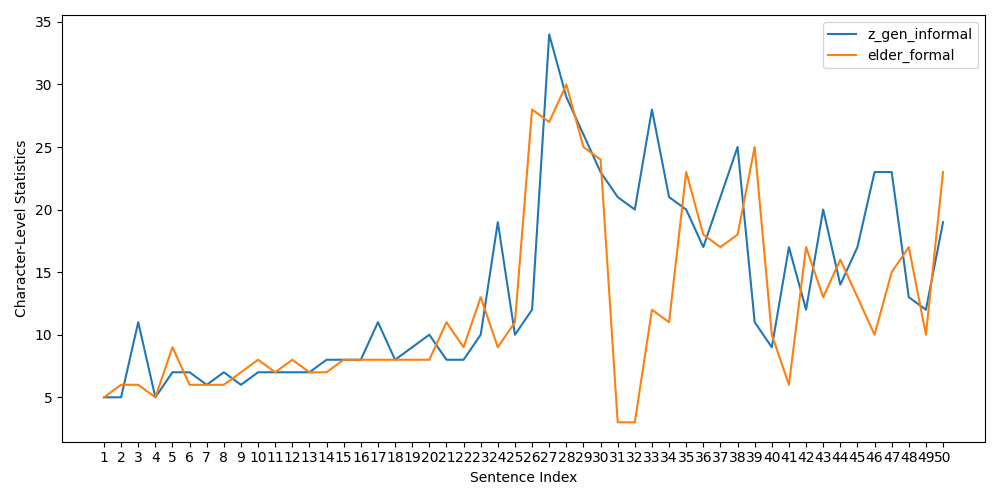 z_gen_informal
elder_formal
35
30
25
20
15
10
5
Character-Level Statistics
1 2 3 4 5 6 7 8 9 10 11 12 13 14 15 16 17 18 19 20 21 22 23 24 25 26 27 28 29 30 31 32 33 34 35 36 37 38 39 40 41 42 43 44 45 46 47 48 49 50
Sentence Index